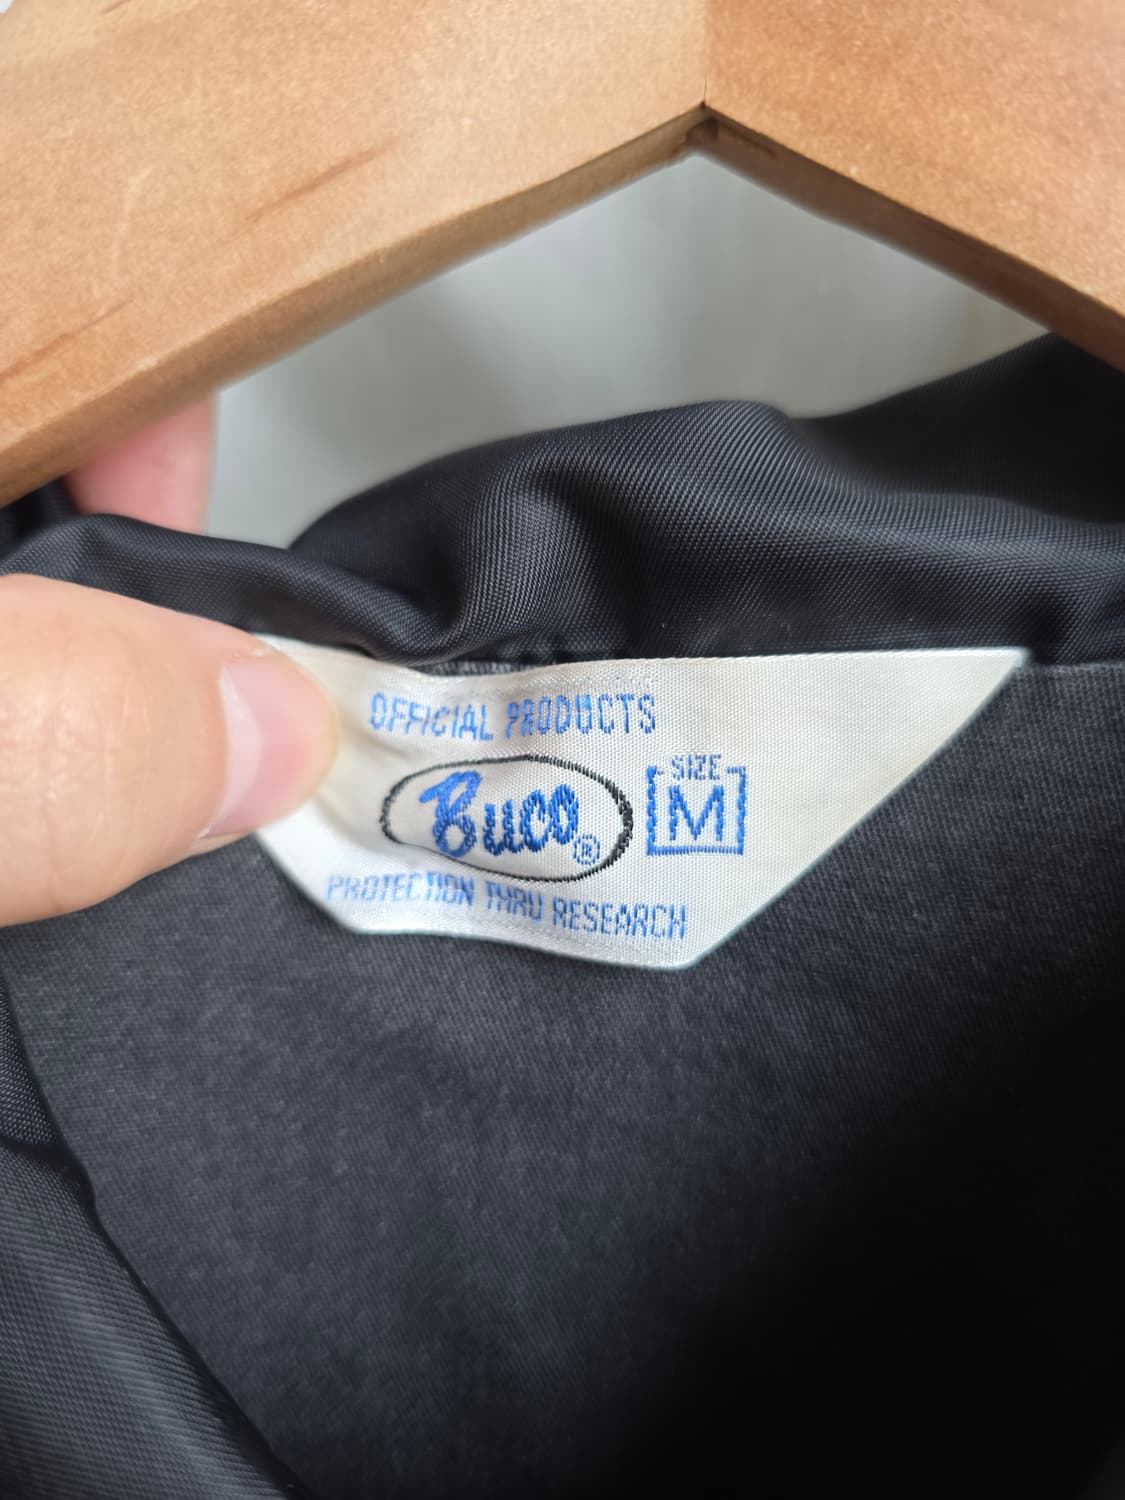 OFFICIAL PRODUCTS
Buco®
SIZE
M
PROTECTION THRU RESEARCH